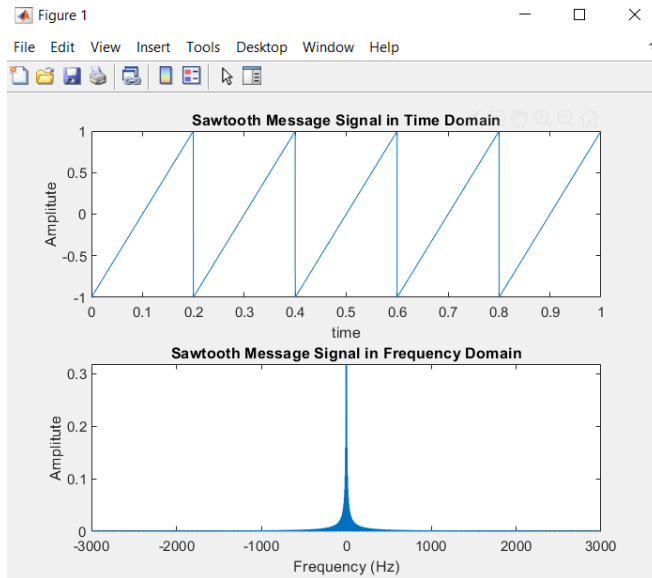 Figure 1
File Edit View Insert Tools Desktop Window Help
Sawtooth Message Signal in Time Domain
1
0.5
0
-0.5
-1
Amplitute
0 0.1 0.2 0.3 0.4 0.5 0.6 0.7 0.8 0.9 1
time
Sawtooth Message Signal in Frequency Domain
0.3
0.2
0.1
0
Amplitute
-3000 -2000 -1000 0 1000 2000 3000
Frequency (Hz)